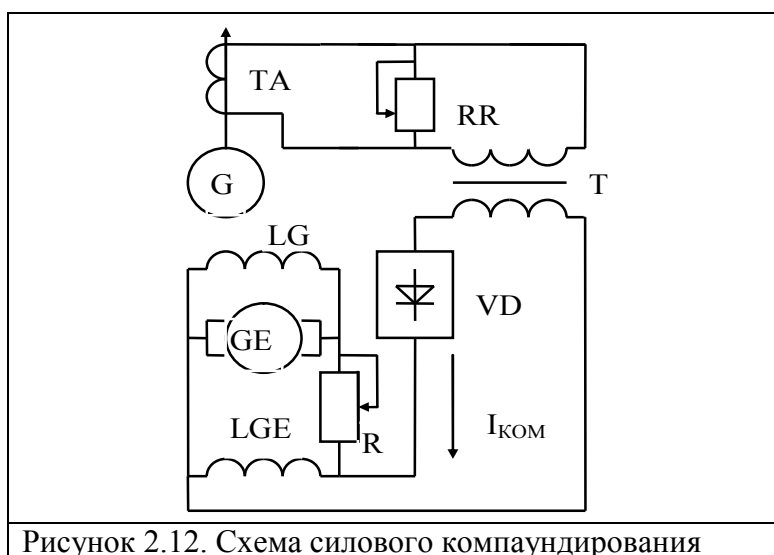 TA
RR
G
T
LG
VD
GE
LGE
R
IКОМ
Рисунок 2.12. Схема силового компаундирования